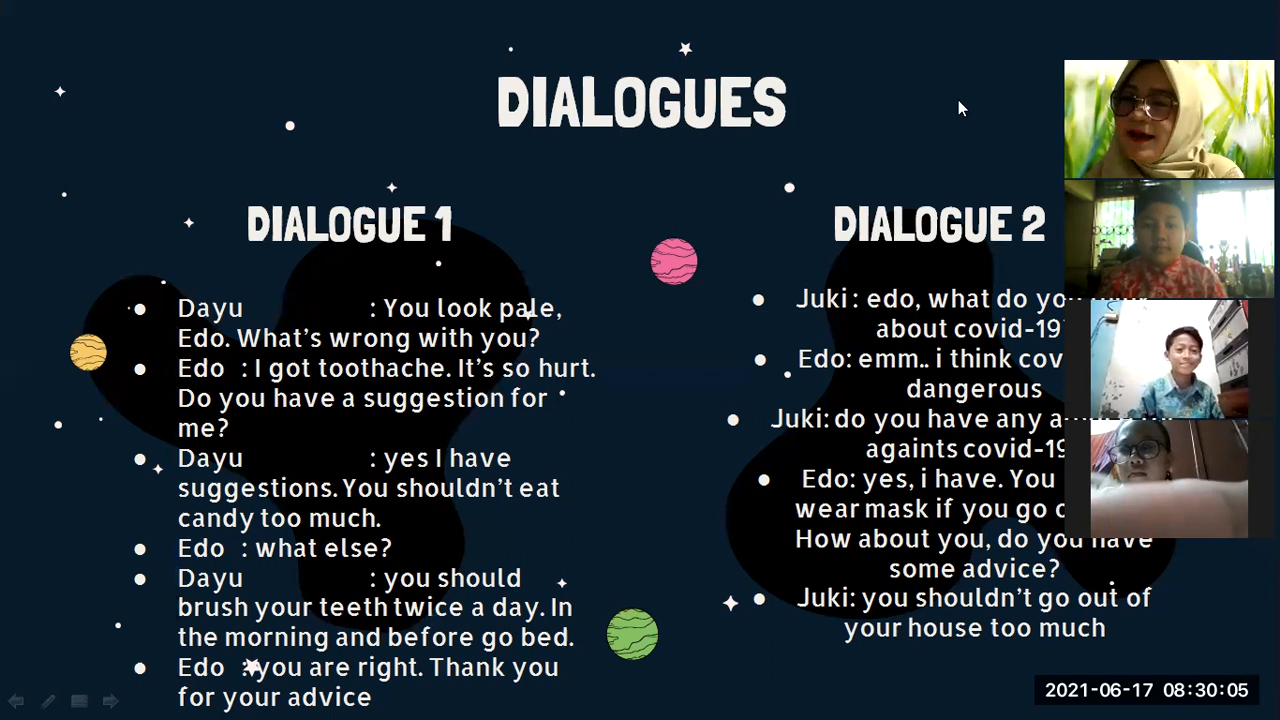 DIALOGUES
DIALOGUE 1
● Dayu : You look pale,
Edo. What's wrong with you?
● Edo : I got toothache. It's so hurt.
Do you have a suggestion for
me?
● Dayu : yes I have
suggestions. You shouldn't eat
candy too much.
● Edo : what else?
● Dayu : you should
brush your teeth twice a day. In
the morning and before go bed.
● Edo : you are right. Thank you
for your advice
DIALOGUE 2
● Juki : edo, what do you
about covid-19?
● Edo: emm.. i think
dangerous
● Juki: do you have any
againts covid-19
● Edo: yes, i have. You
wear mask if you go
How about you, do you have
some advice?
● Juki: you shouldn't go out of
your house too much
2021-06-17 08:30:05